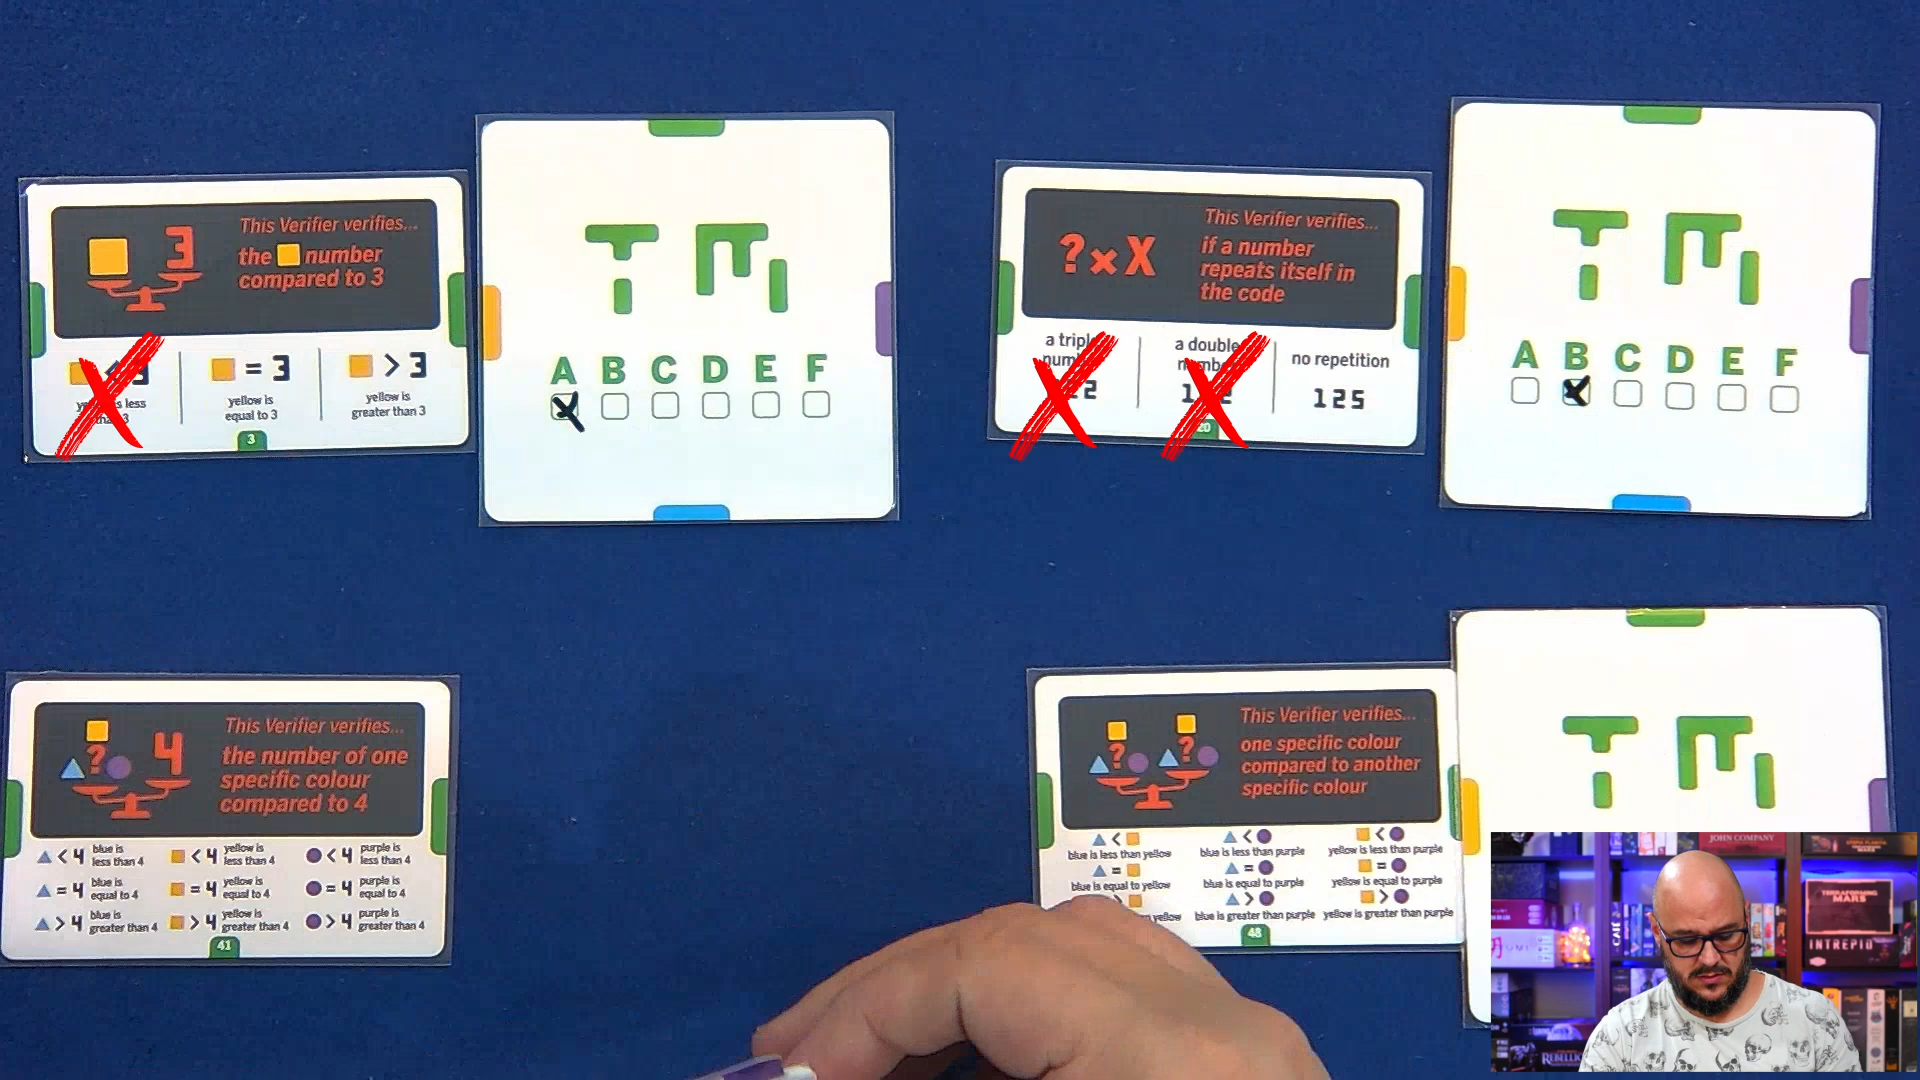 3
This Verifier verifies...
the number
compared to 3
= 3
> 3
yellow is
equal to 3
yellow is
greater than 3
3
A B C D E F
? × X
This Verifier verifies...
if a number
repeats itself in
the code
a double
no repetition
125
20
A B C D E F
? 4
This Verifier verifies...
the number of one
specific colour
compared to 4
< 4 blue is less than 4
< 4 yellow is less than 4
< 4 purple is less than 4
= 4 blue is equal to 4
= 4 yellow is equal to 4
= 4 purple is equal to 4
> 4 blue is greater than 4
> 4 yellow is greater than 4
> 4 purple is greater than 4
41
? ?
This Verifier verifies...
one specific colour
compared to another
specific colour
< < <
blue is less than yellow
blue is less than purple
yellow is less than purple
= = =
blue is equal to yellow
blue is equal to purple
yellow is equal to purple
> > >
yellow
blue is greater than purple
yellow is greater than purple
48
JOHN COMPANY
TERRAFORMING
MARS
INTREPID